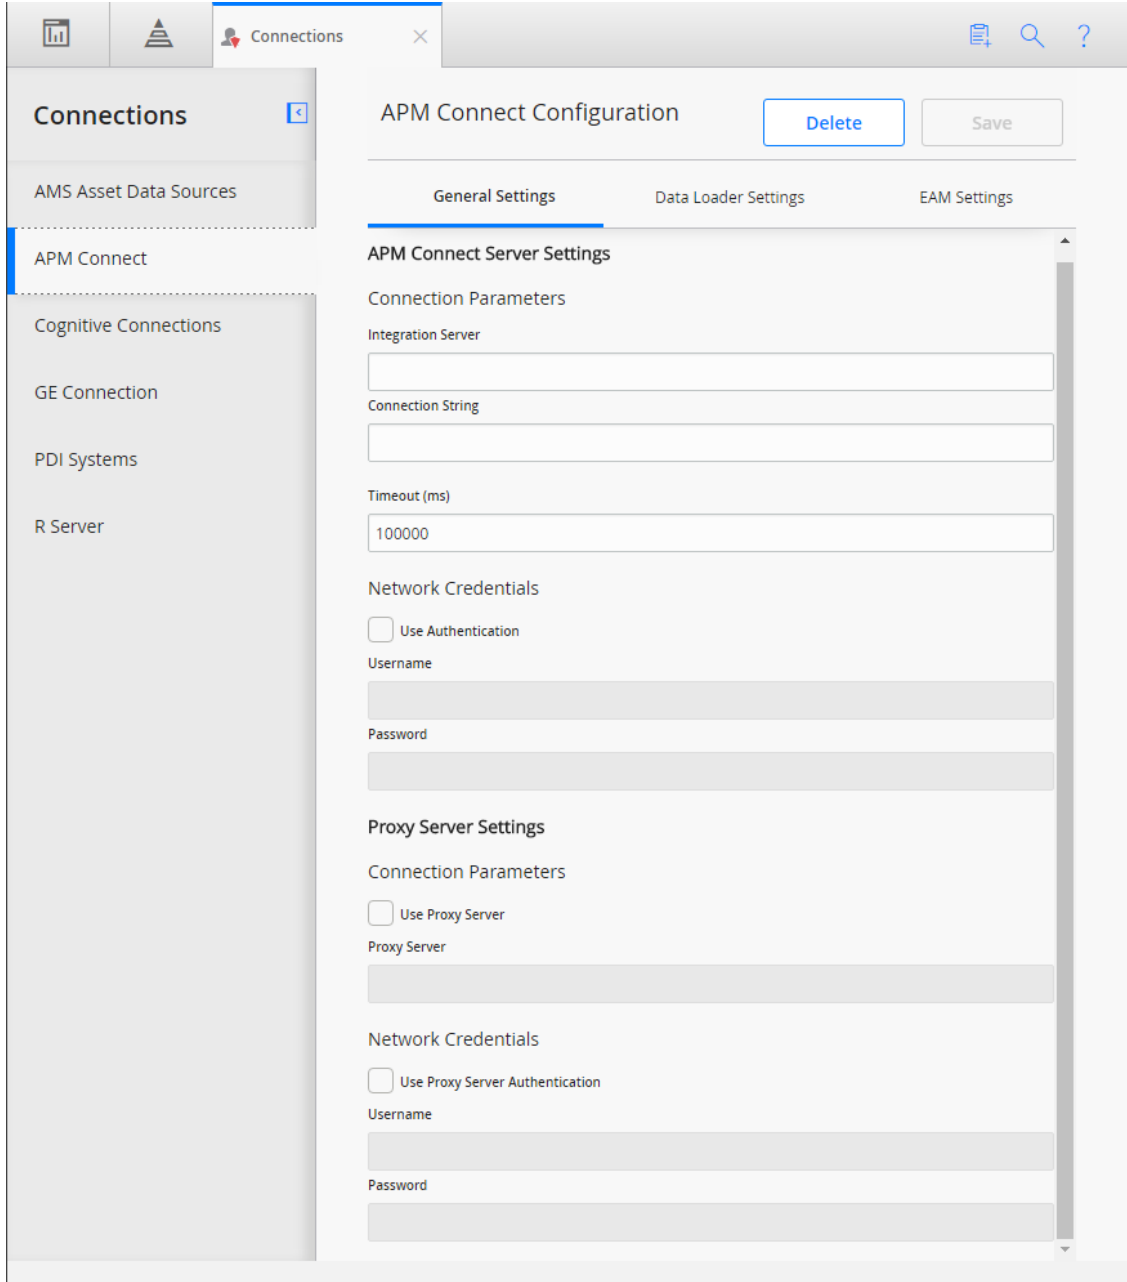 Connections
?
Connections
APM Connect Configuration
Delete
Save
AMS Asset Data Sources
APM Connect
Cognitive Connections
GE Connection
PDI Systems
R Server
General Settings
Data Loader Settings
EAM Settings
APM Connect Server Settings
Connection Parameters
Integration Server
Connection String
Timeout (ms)
100000
Network Credentials
Use Authentication
Username
Password
Proxy Server Settings
Connection Parameters
Use Proxy Server
Proxy Server
Network Credentials
Use Proxy Server Authentication
Username
Password